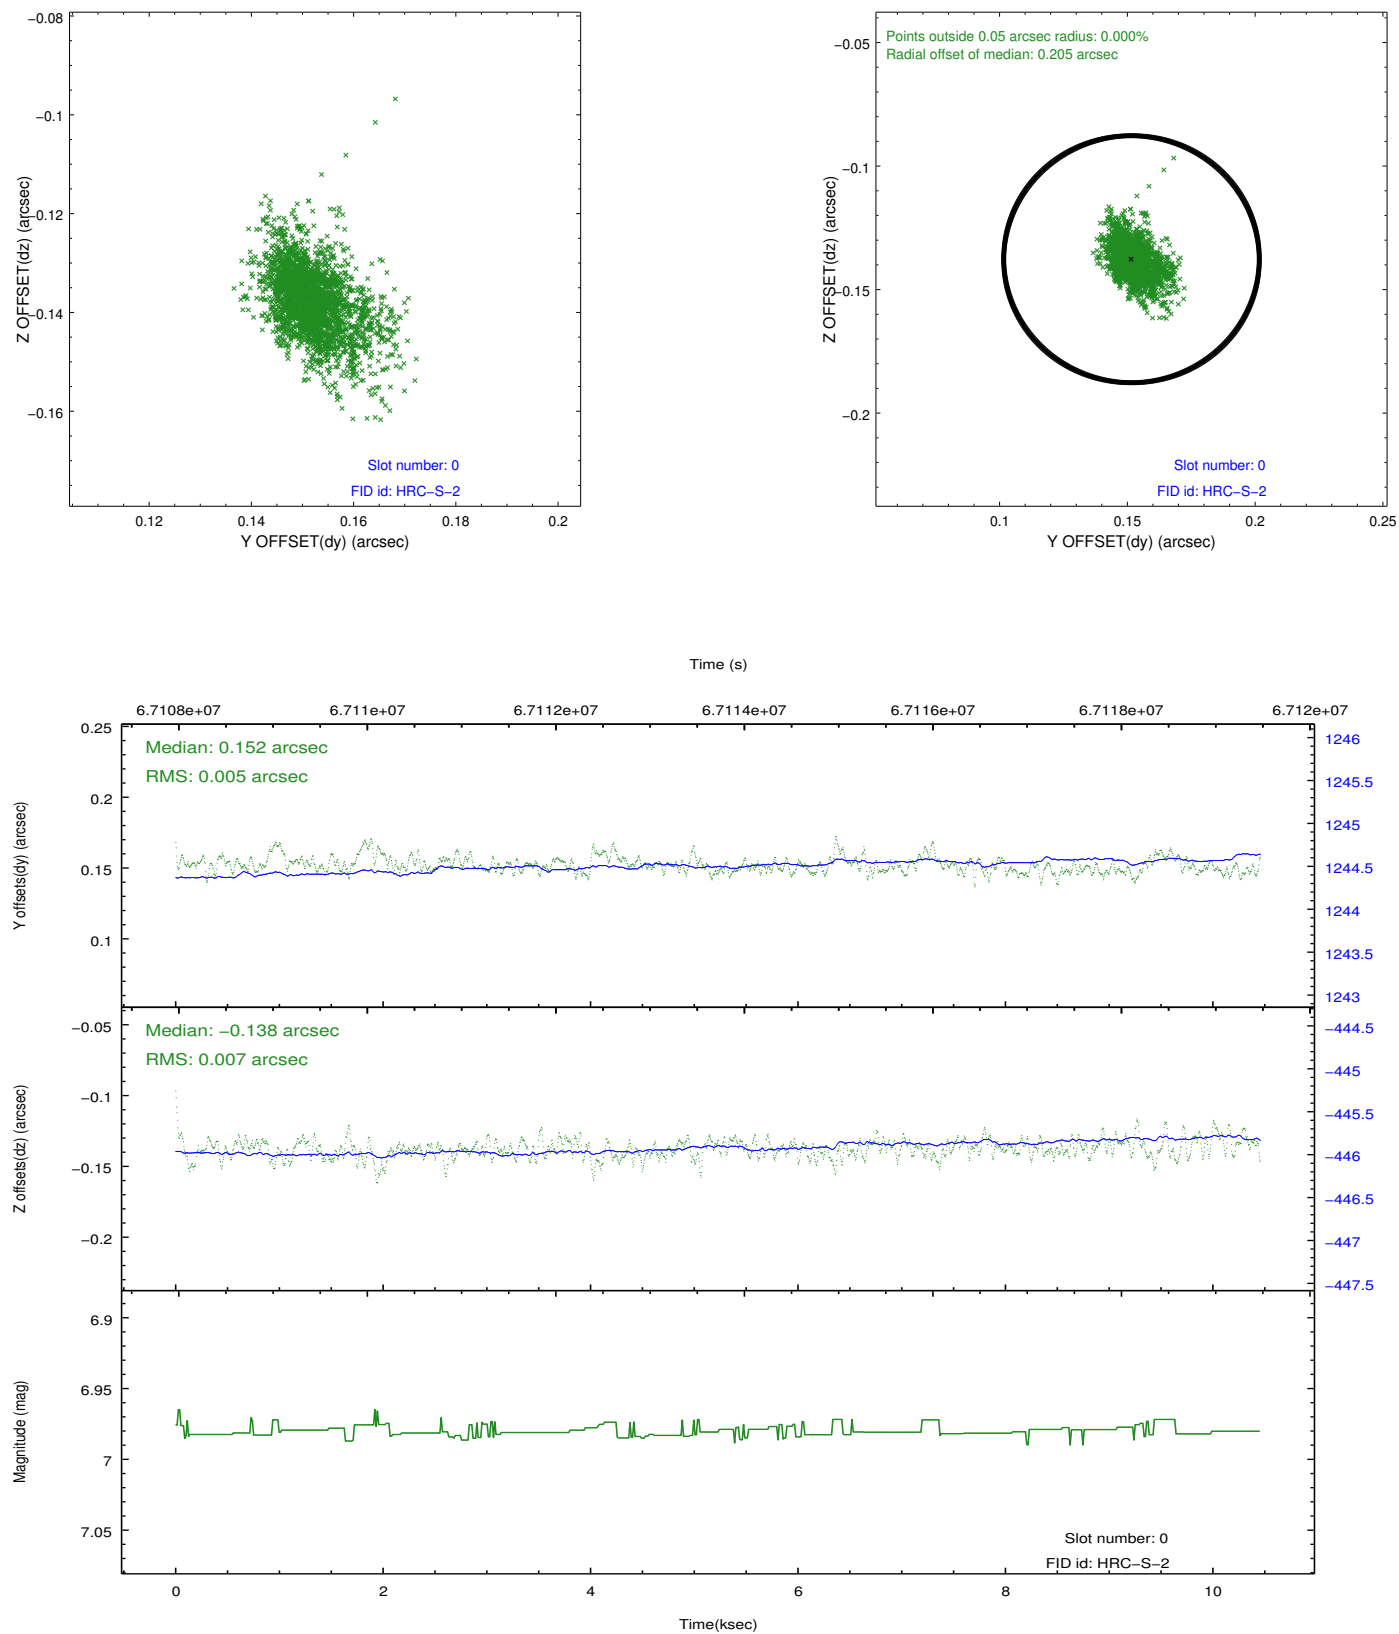 −0.08
−0.1
−0.12
−0.14
−0.16
Z OFFSET(dz) (arcsec)
Slot number: 0
FID id: HRC−S−2
0.12
0.14
0.16
0.18
0.2
Y OFFSET(dy) (arcsec)
Points outside 0.05 arcsec radius: 0.000%
Radial offset of median: 0.205 arcsec
−0.05
−0.1
−0.15
−0.2
Z OFFSET(dz) (arcsec)
Slot number: 0
FID id: HRC−S−2
0.1
0.15
0.2
0.25
Y OFFSET(dy) (arcsec)
Time (s)
6.7108e+07
6.711e+07
6.7112e+07
6.7114e+07
6.7116e+07
6.7118e+07
6.712e+07
Median: 0.152 arcsec
RMS: 0.005 arcsec
0.25
0.2
0.15
0.1
Y offsets(dy) (arcsec)
1246
1245.5
1245
1244.5
1244
1243.5
1243
Median: −0.138 arcsec
RMS: 0.007 arcsec
−0.05
−0.1
−0.15
−0.2
Z offsets(dz) (arcsec)
−444.5
−445
−445.5
−446
−446.5
−447
−447.5
6.9
6.95
7
7.05
Magnitude (mag)
Slot number: 0
FID id: HRC−S−2
0
2
4
6
8
10
Time(ksec)